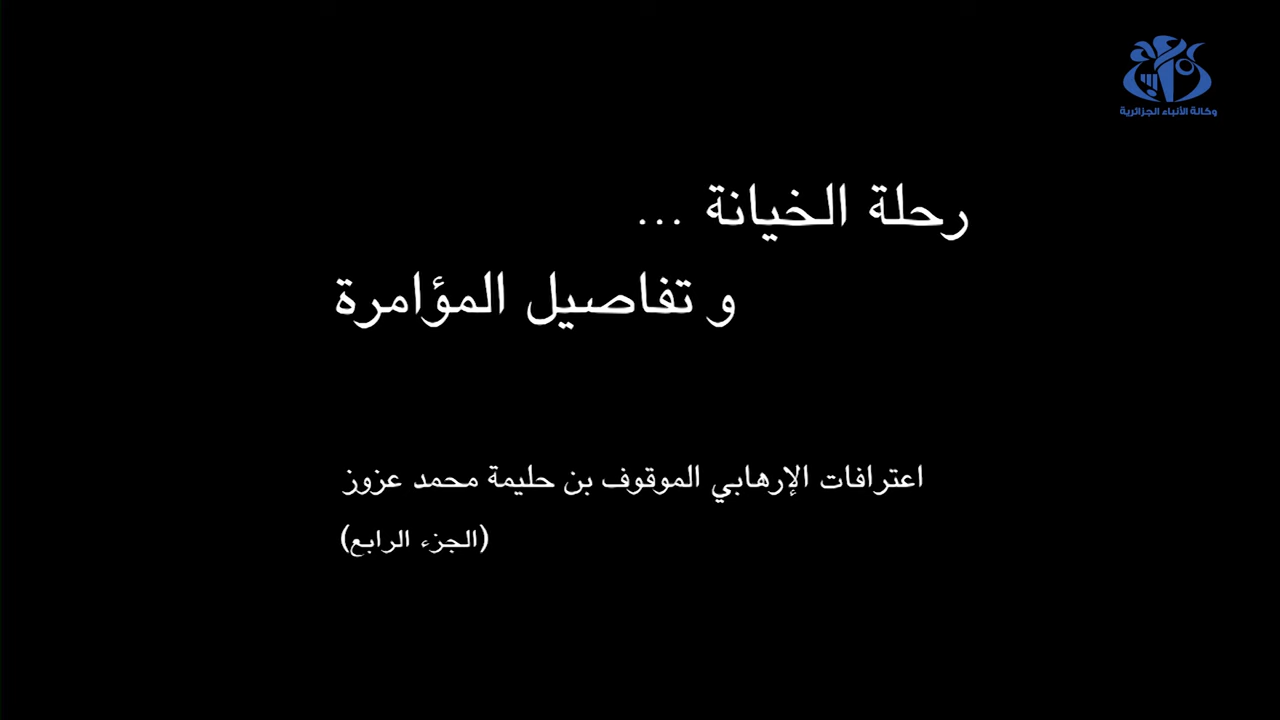 وكالة الأنباء الجزائرية
رحلة الخيانة ...
و تفاصيل المؤامرة
اعترافات الإرهابي الموقوف بن حليمة محمد عزوز
(الجزء الرابع)